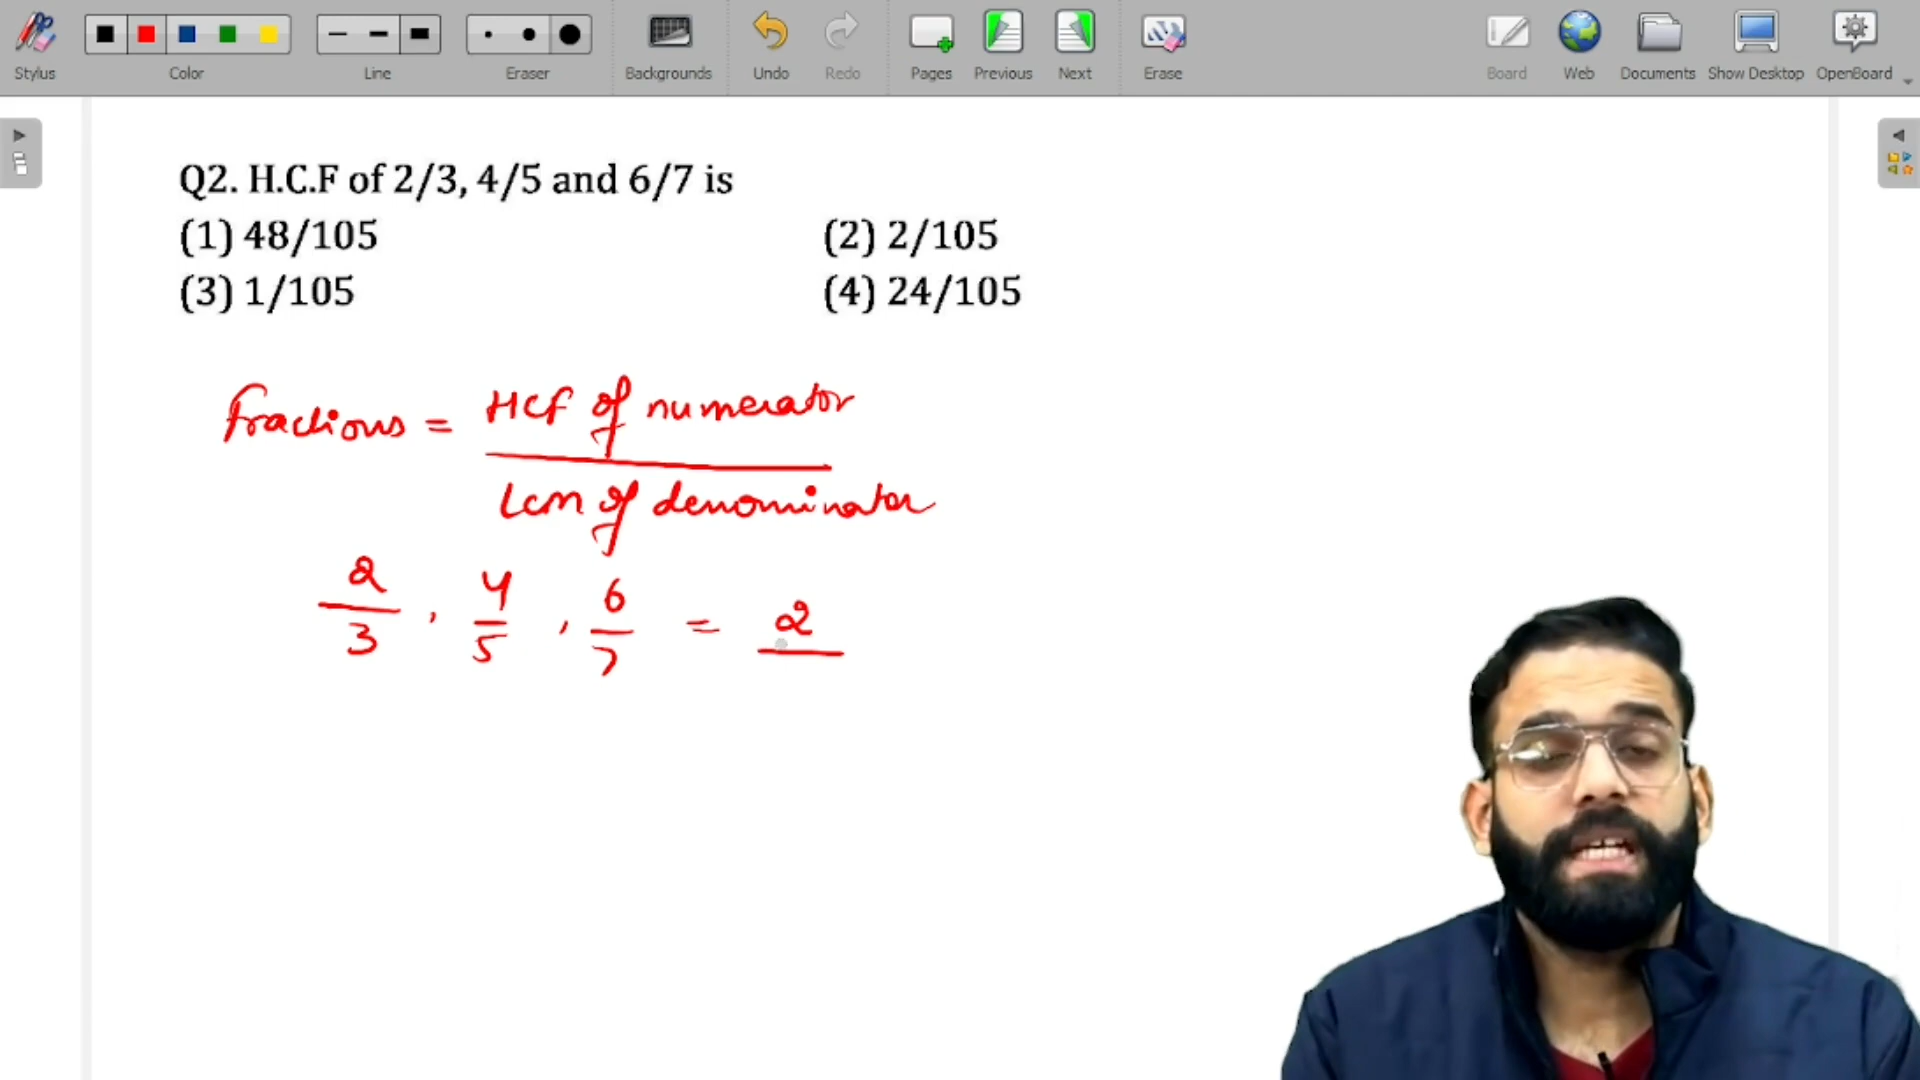 Stylus Color Line Eraser Backgrounds Undo Redo Pages Previous Next Erase Board Web Documents Show Desktop OpenBoard
Q2. H.C.F of 2/3, 4/5 and 6/7 is
(1) 48/105 (2) 2/105
(3) 1/105 (4) 24/105
fractions = HCF of numerator
Lcm of denominator
2/3 , 4/5 , 6/7 = 2